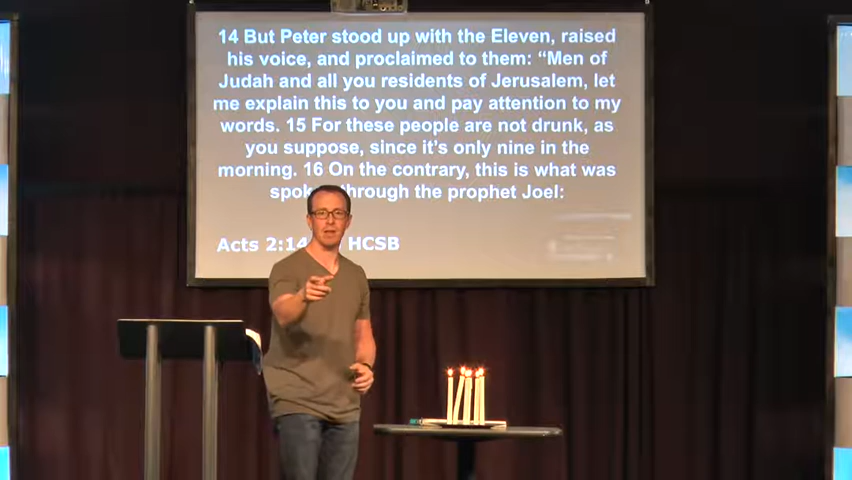 14 But Peter stood up with the Eleven, raised
his voice, and proclaimed to them: “Men of
Judah and all you residents of Jerusalem, let
me explain this to you and pay attention to my
words. 15 For these people are not drunk, as
you suppose, since it’s only nine in the
morning. 16 On the contrary, this is what was
through the prophet Joel:
Acts HCSB